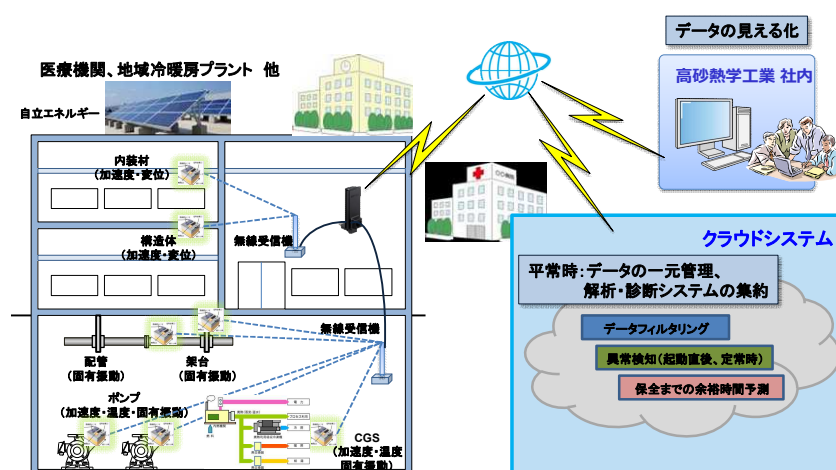 データの見える化
医療機関、地域冷暖房プラント 他
高砂熱学工業 社内
自立エネルギー
内装材
(加速度・変位)
構造体
(加速度・変位)
無線受信機
〇〇病院
クラウドシステム
平常時:データの一元管理、
解析・診断システムの集約
データフィルタリング
異常検知(起動直後、定常時)
保全までの余裕時間予測
無線受信機
配管
(固有振動)
架台
(固有振動)
ポンプ
(加速度・温度・固有振動)
CGS
(加速度・温度
固有振動)